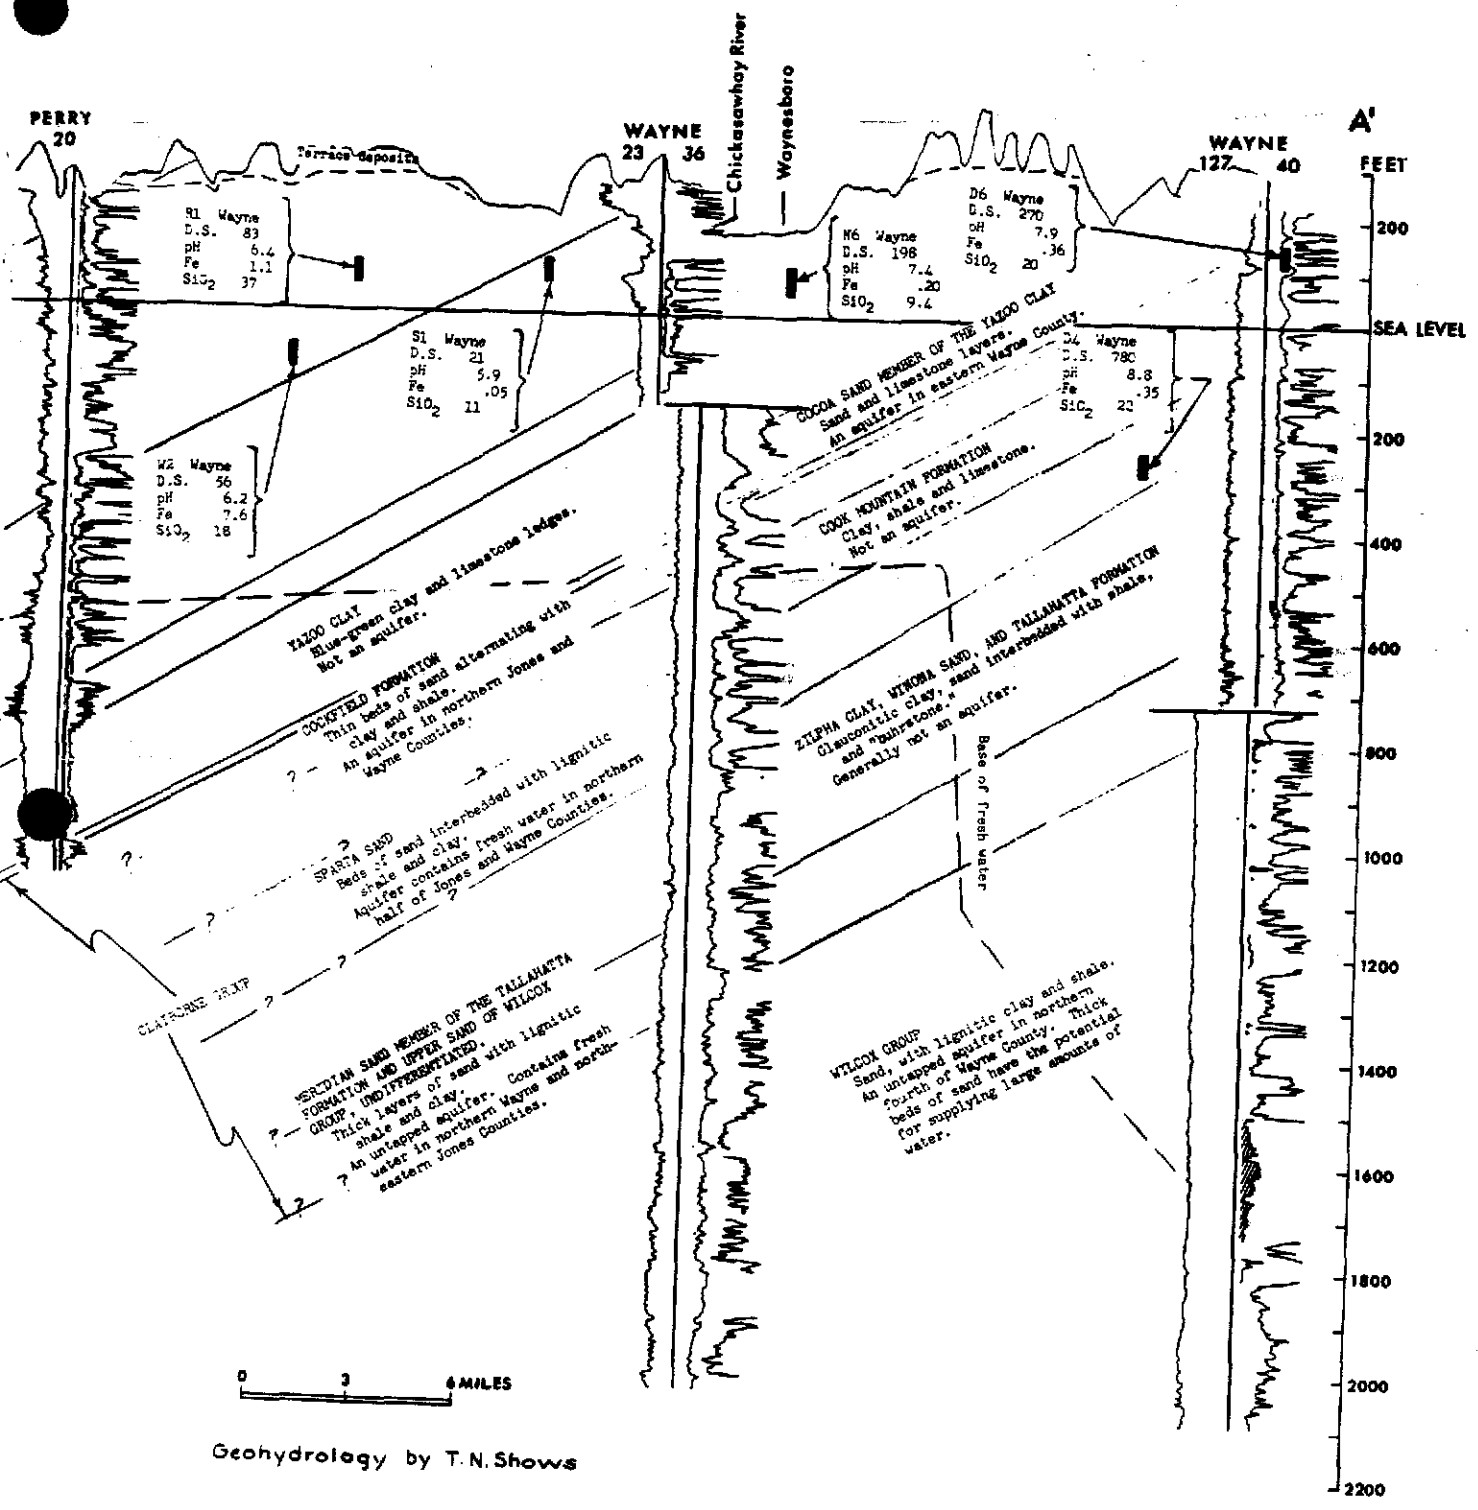 Chickasawhay River
Waynesboro
PERRY
20
WAYNE
23 36
WAYNE
127 40
A'
FEET
Terrace deposits
R1 Wayne
D.S. 83
pH 6.4
Fe 1.1
SiO2 37
S1 Wayne
D.S. 21
pH 5.9
Fe .05
SiO2 11
W2 Wayne
D.S. 56
pH 6.2
Fe 7.6
SiO2 18
N6 Wayne
D.S. 198
pH 7.4
Fe .20
SiO2 9.4
D6 Wayne
D.S. 270
pH 7.9
Fe .36
SiO2 20
D4 Wayne
D.S. 780
pH 8.8
Fe .35
SiO2
200
SEA LEVEL
200
400
600
800
1000
1200
1400
1600
1800
2000
2200
COCOA SAND MEMBER OF THE YAZOO CLAY
Sand and limestone layers.
An aquifer in eastern Wayne County.
COOK MOUNTAIN FORMATION
Clay, shale and limestone.
Not an aquifer.
ZILPHA CLAY, WINONA SAND, AND TALLAHATTA FORMATION
Glauconitic clay, sand interbedded with shale,
and "buhrstone."
Generally not an aquifer.
Base of fresh water
YAZOO CLAY
Blue-green clay and limestone ledges.
Not an aquifer.
COCKFIELD FORMATION
Thin beds of sand alternating with
clay and shale.
An aquifer in northern Jones and
Wayne Counties.
? ?
SPARTA SAND
Beds of sand interbedded with lignitic
shale and clay.
Aquifer contains fresh water in northern
half of Jones and Wayne Counties.
? ? ? ? ? ?
CLAIBORNE GROUP
MERIDIAN SAND MEMBER OF THE TALLAHATTA
FORMATION AND UPPER SAND OF WILCOX
GROUP, UNDIFFERENTIATED.
Thick layers of sand with lignitic
shale and clay.
An untapped aquifer. Contains fresh
water in northern Wayne and north-
eastern Jones Counties.
? ? ?
WILCOX GROUP
Sand, with lignitic clay and shale.
An untapped aquifer in northern
fourth of Wayne County. Thick
beds of sand have the potential
for supplying large amounts of
water.
0 3 6 MILES
Geohydrology by T.N. Shows